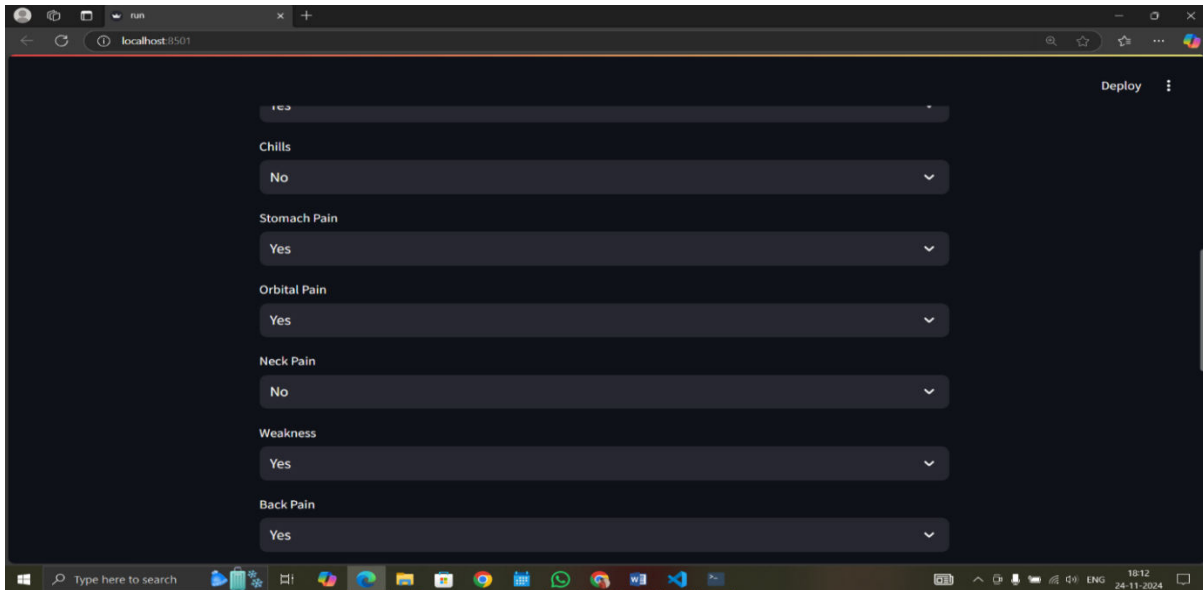 run
localhost:8501
Deploy
Yes
Chills
No
Stomach Pain
Yes
Orbital Pain
Yes
Neck Pain
No
Weakness
Yes
Back Pain
Yes
Type here to search
ENG
18:12
24-11-2024